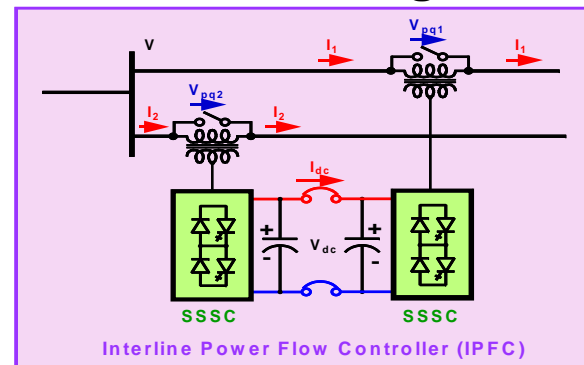 Vpq1
V
I1
I1
Vpq2
I2
I2
Idc
+
-
Vdc
+
-
SSSC
SSSC
Interline Power Flow Controller (IPFC)